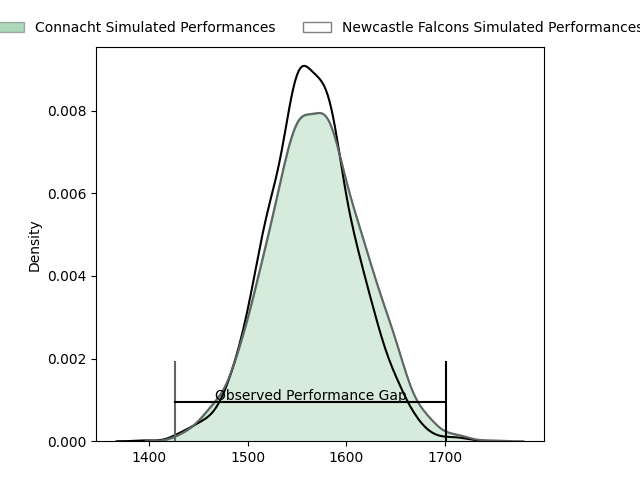 Connacht Simulated Performances
Newcastle Falcons Simulated Performances
0.008
0.006
Density
0.004
0.002
Observed Performance Gap
0.000
1400 1500 1600 1700